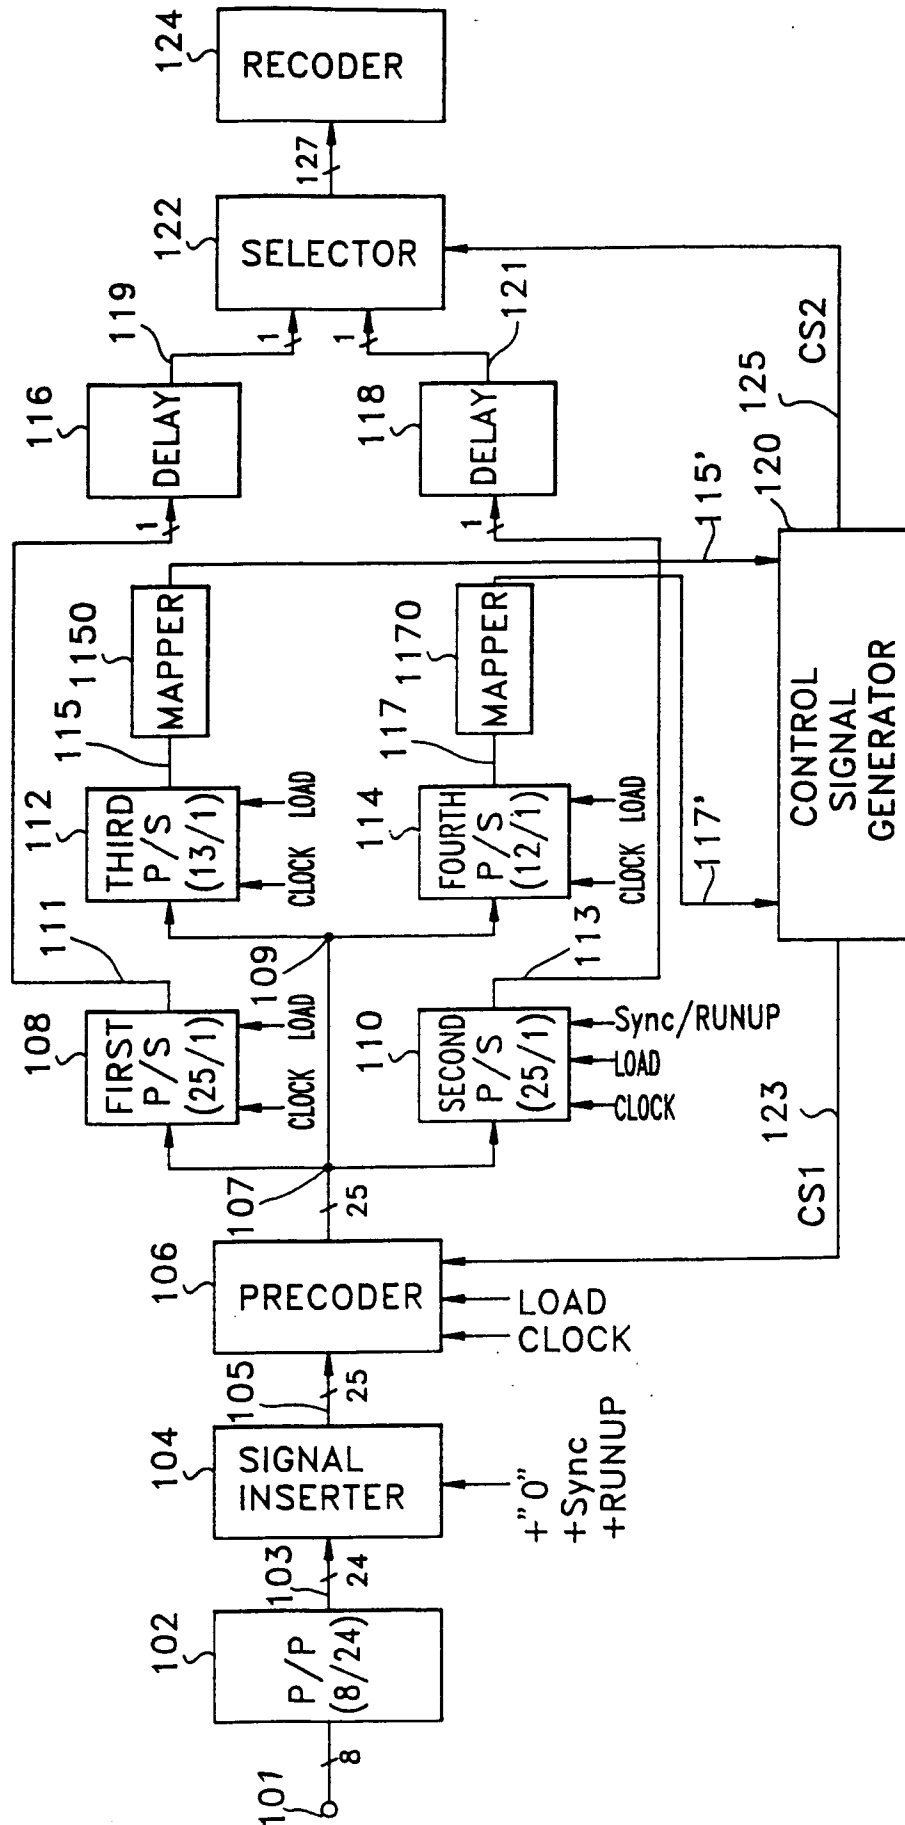 101
8
102
P/P
(8/24)
103
24
104
SIGNAL
INSERTER
+"0"
+Sync
+RUNUP
105
25
106
PRECODER
LOAD
CLOCK
107
25
108
FIRST
P/S
(25/1)
CLOCK
LOAD
111
109
110
SECOND
P/S
(25/1)
CLOCK
LOAD
Sync/RUNUP
113
112
THIRD
P/S
(13/1)
CLOCK
LOAD
115
1150
MAPPER
114
FOURTH
P/S
(12/1)
CLOCK
LOAD
117
1170
MAPPER
116
DELAY
1
119
1
118
DELAY
1
121
1
122
SELECTOR
127
124
RECODER
CS1
123
117'
115'
120
CONTROL
SIGNAL
GENERATOR
125
CS2